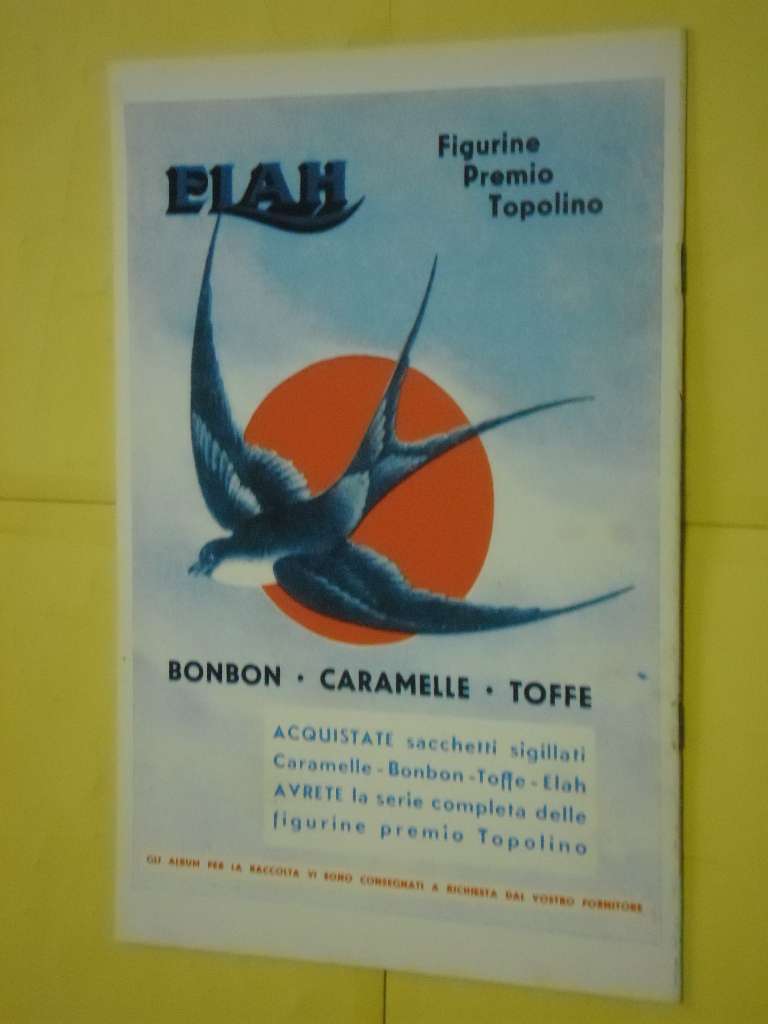 ELAH
Figurine
Premio
Topolino
BONBON · CARAMELLE · TOFFE
ACQUISTATE sacchetti sigillati
Caramelle - Bonbon - Toffe - Elah
AVRETE la serie completa delle
figurine premio Topolino
GLI ALBUM PER LA RACCOLTA VI SONO CONSEGNATI A RICHIESTA DAL VOSTRO FORNITORE